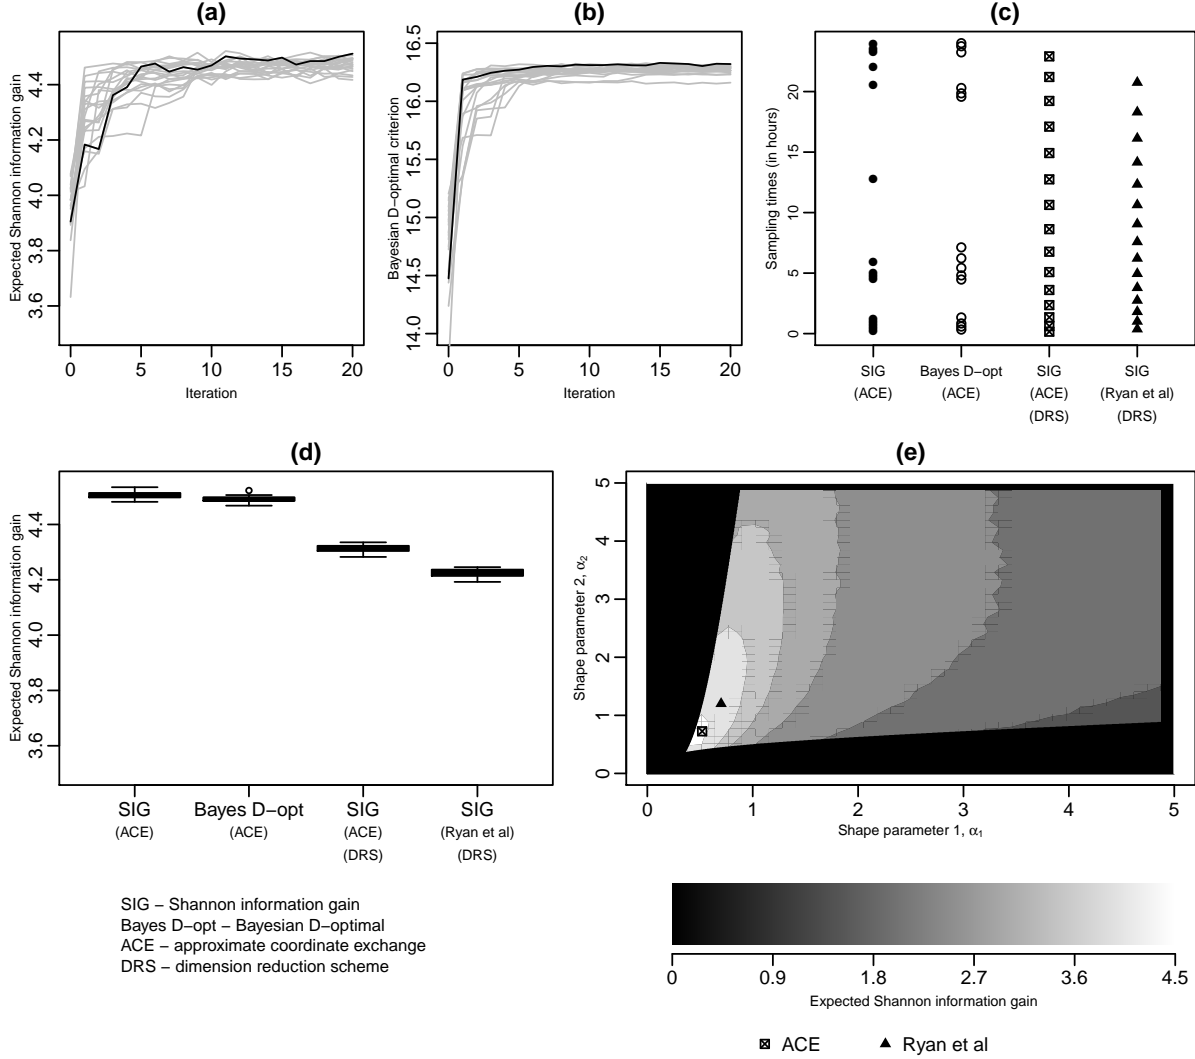 (a)
Expected Shannon information gain
3.6 3.8 4.0 4.2 4.4
0 5 10 15 20
Iteration
(b)
Bayesian D−optimal criterion
14.0 14.5 15.0 15.5 16.0 16.5
0 5 10 15 20
Iteration
(c)
Sampling times (in hours)
0 5 10 15 20
SIG Bayes D−opt SIG SIG
(ACE) (ACE) (ACE) (Ryan et al)
(DRS) (DRS)
(d)
Expected Shannon information gain
3.6 3.8 4.0 4.2 4.4
SIG Bayes D−opt SIG SIG
(ACE) (ACE) (ACE) (Ryan et al)
(DRS) (DRS)
(e)
Shape parameter 2, α2
0 1 2 3 4 5
0 1 2 3 4 5
Shape parameter 1, α1
SIG − Shannon information gain
Bayes D−opt − Bayesian D−optimal
ACE − approximate coordinate exchange
DRS − dimension reduction scheme
0 0.9 1.8 2.7 3.6 4.5
Expected Shannon information gain
ACE Ryan et al